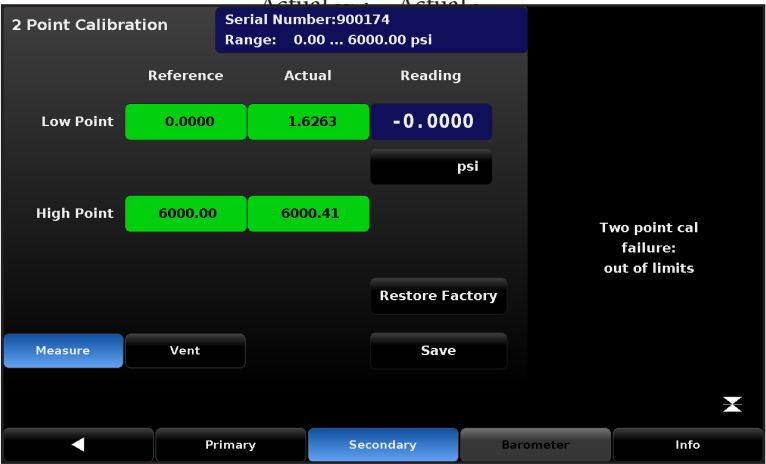 2 Point Calibration
Serial Number:900174
Range: 0.00 ... 6000.00 psi
Reference Actual Reading
Low Point 0.0000 1.6263 -0.0000
psi
High Point 6000.00 6000.41
Two point cal
failure:
out of limits
Restore Factory
Measure Vent Save
Primary Secondary Barometer Info